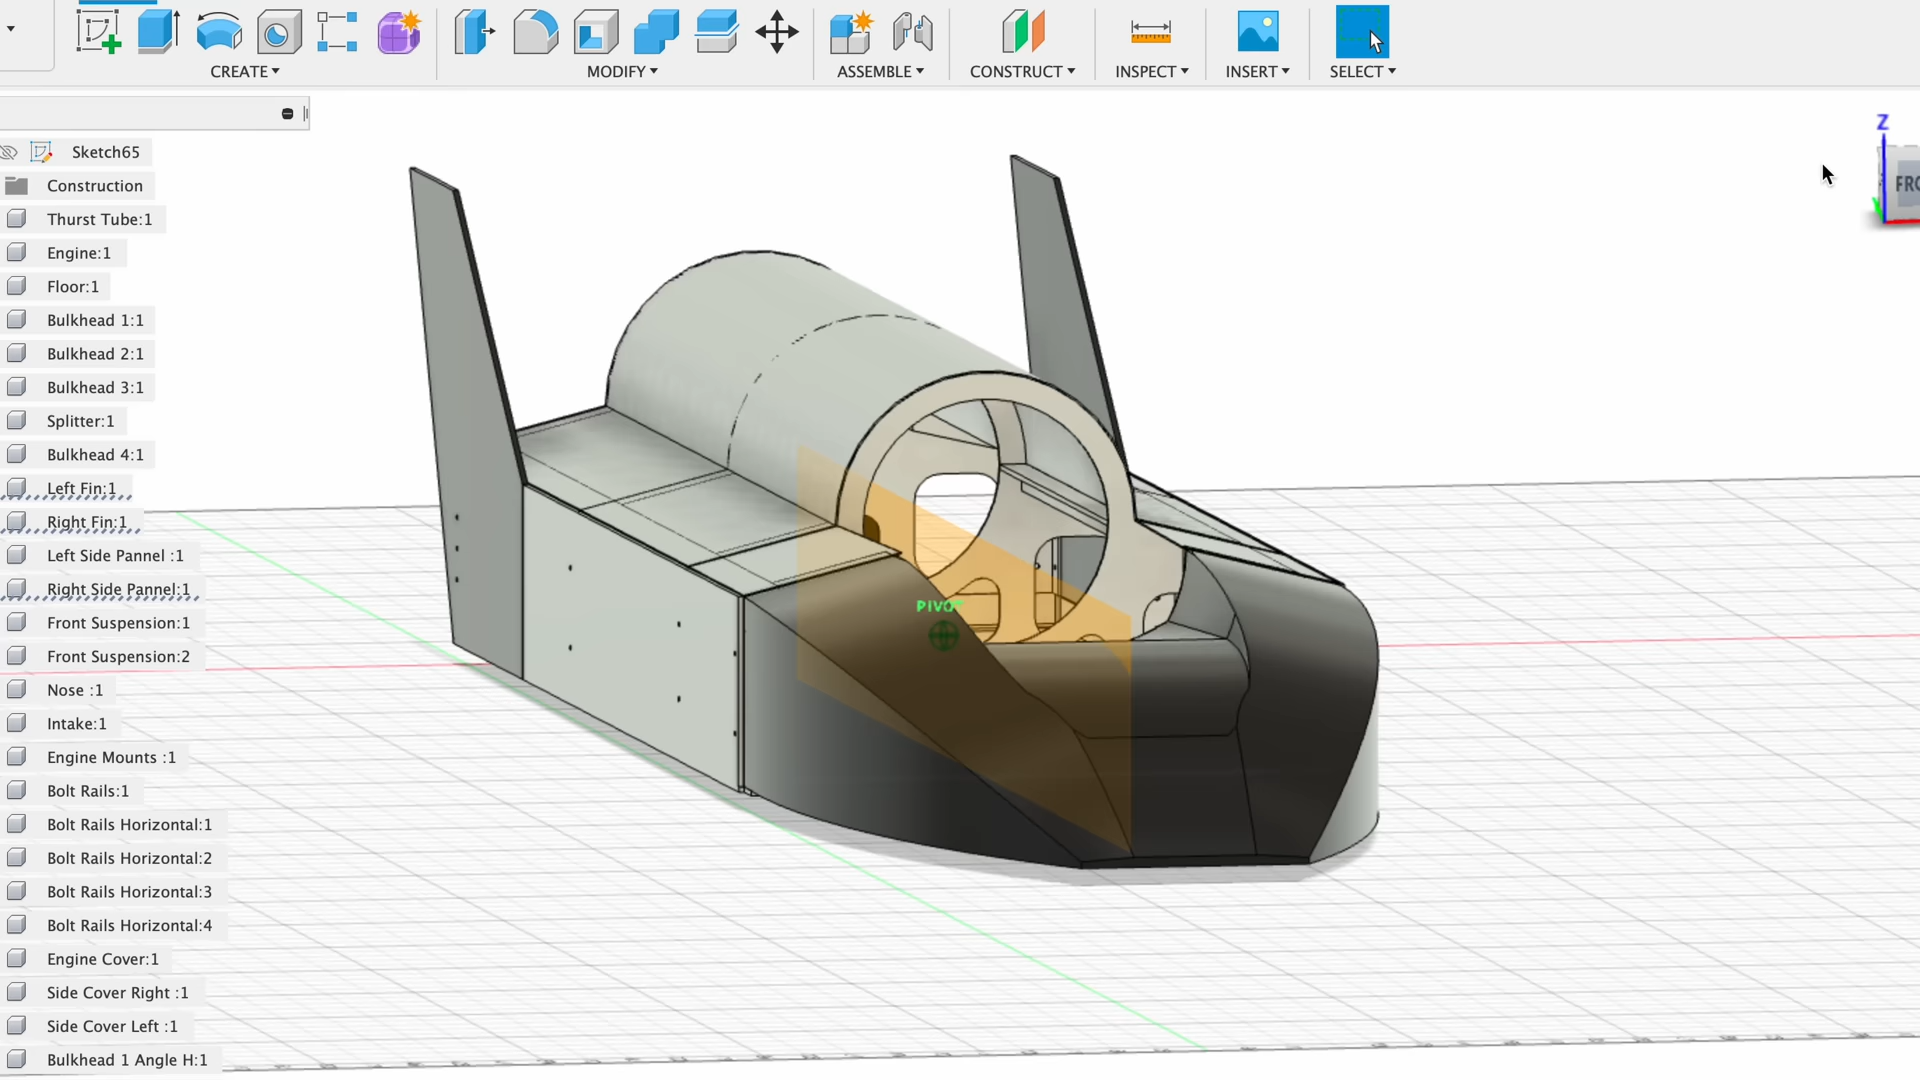 CREATE
MODIFY
ASSEMBLE
CONSTRUCT
INSPECT
INSERT
SELECT
Sketch65
Construction
Thurst Tube:1
Engine:1
Floor:1
Bulkhead 1:1
Bulkhead 2:1
Bulkhead 3:1
Splitter:1
Bulkhead 4:1
Left Fin:1
Right Fin:1
Left Side Pannel :1
Right Side Panel:1
Front Suspension:1
Front Suspension:2
Nose :1
Intake:1
Engine Mounts :1
Bolt Rails:1
Bolt Rails Horizontal:1
Bolt Rails Horizontal:2
Bolt Rails Horizontal:3
Bolt Rails Horizontal:4
Engine Cover:1
Side Cover Right :1
Side Cover Left :1
Bulkhead 1 Angle H:1
PIVOT
Z
FRO